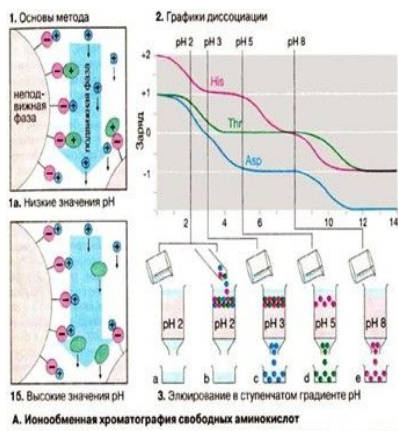 1. Основы метода
непод-
вижная
фаза
подвижная фаза
1а. Низкие значения pH
1б. Высокие значения pH
2. Графики диссоциации
pH 2 pH 3 pH 5 pH 8
Заряд
+2
+1
0
-1
His
Thr
Asp
2 4 6 8 10 12 14
pH 2 pH 2 pH 3 pH 5 pH 8
a b c d e
3. Элюирование в ступенчатом градиенте pH
А. Ионообменная хроматография свободных аминокислот